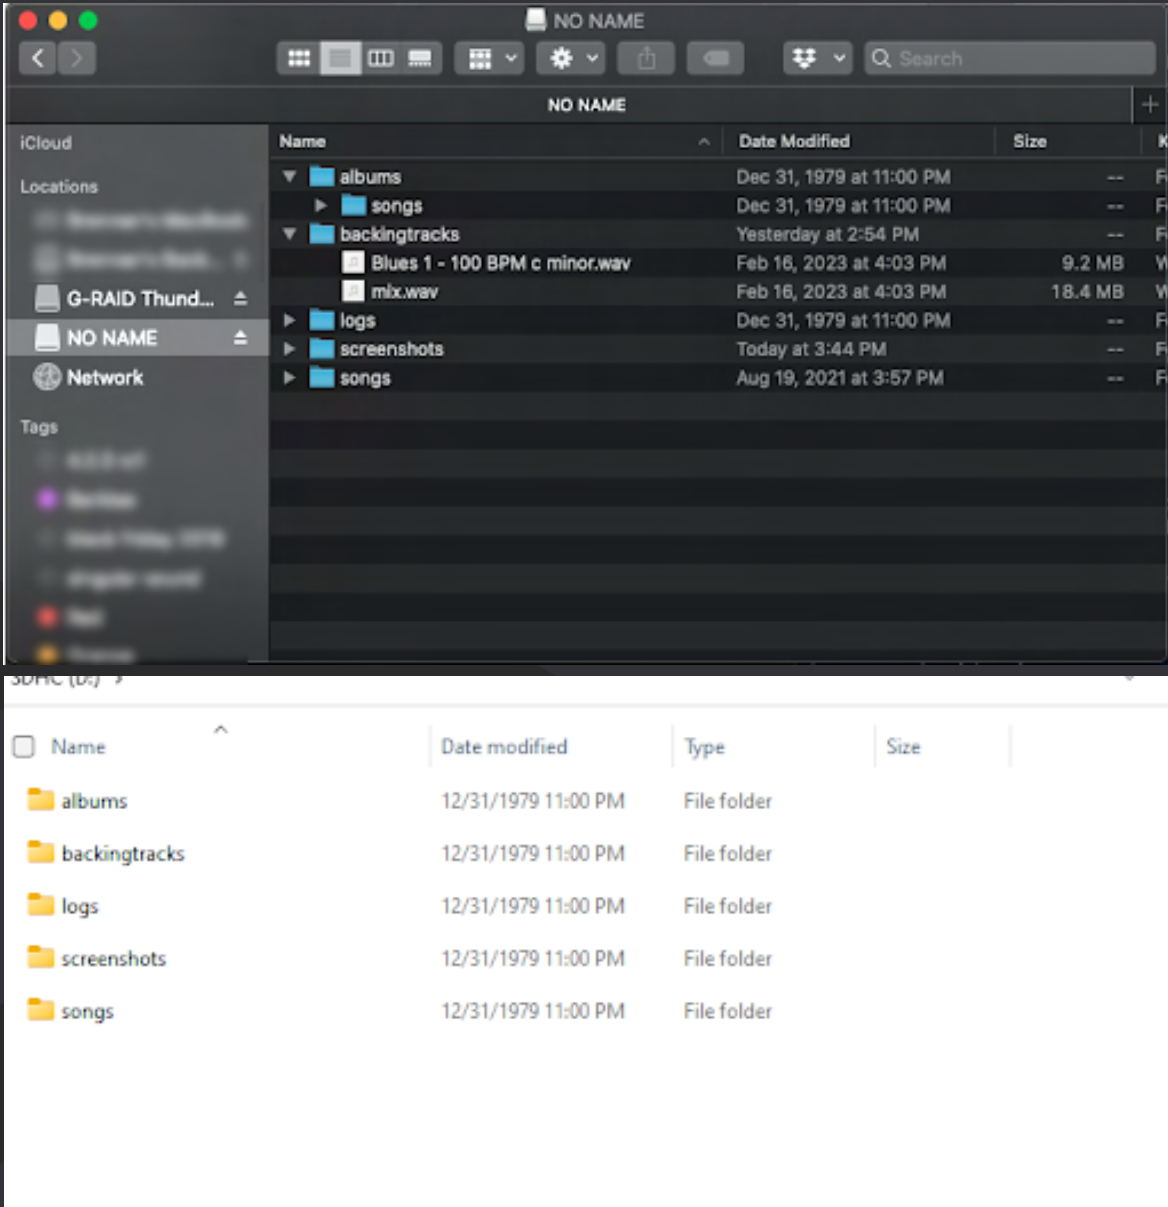 NO NAME
Search
NO NAME
iCloud
Locations
G-RAID Thund...
NO NAME
Network
Tags
Name Date Modified Size
albums Dec 31, 1979 at 11:00 PM --
songs Dec 31, 1979 at 11:00 PM --
backingtracks Yesterday at 2:54 PM --
Blues 1 - 100 BPM c minor.wav Feb 16, 2023 at 4:03 PM 9.2 MB
mix.wav Feb 16, 2023 at 4:03 PM 18.4 MB
logs Dec 31, 1979 at 11:00 PM --
screenshots Today at 3:44 PM --
songs Aug 19, 2021 at 3:57 PM --
(D:)
Name Date modified Type Size
albums 12/31/1979 11:00 PM File folder
backingtracks 12/31/1979 11:00 PM File folder
logs 12/31/1979 11:00 PM File folder
screenshots 12/31/1979 11:00 PM File folder
songs 12/31/1979 11:00 PM File folder